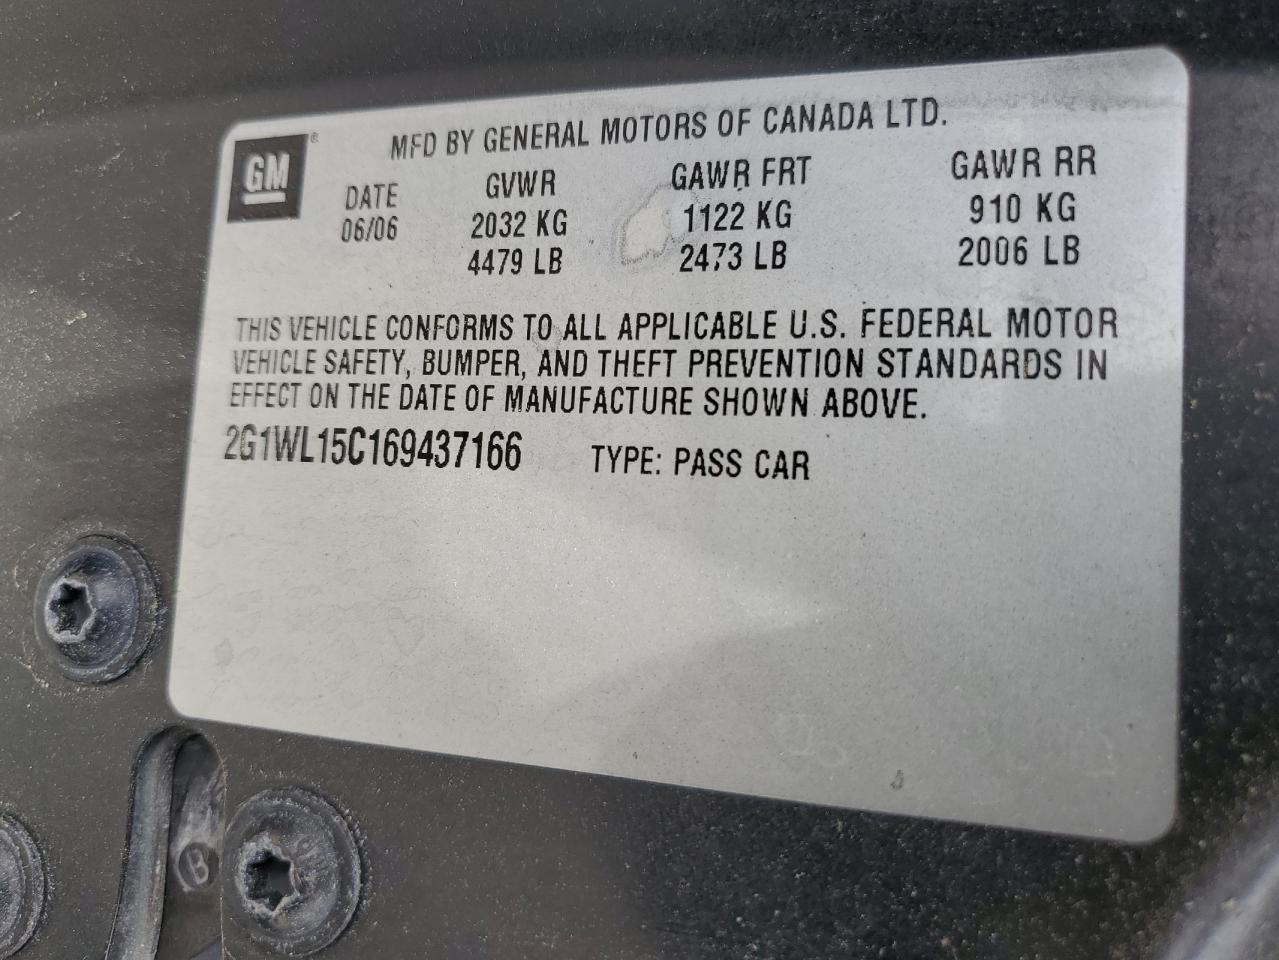 GM ®
MFD BY GENERAL MOTORS OF CANADA LTD.
DATE GVWR GAWR FRT GAWR RR
06/06 2032 KG 1122 KG 910 KG
4479 LB 2473 LB 2006 LB
THIS VEHICLE CONFORMS TO ALL APPLICABLE U.S. FEDERAL MOTOR
VEHICLE SAFETY, BUMPER, AND THEFT PREVENTION STANDARDS IN
EFFECT ON THE DATE OF MANUFACTURE SHOWN ABOVE.
2G1WL15C169437166 TYPE: PASS CAR
B